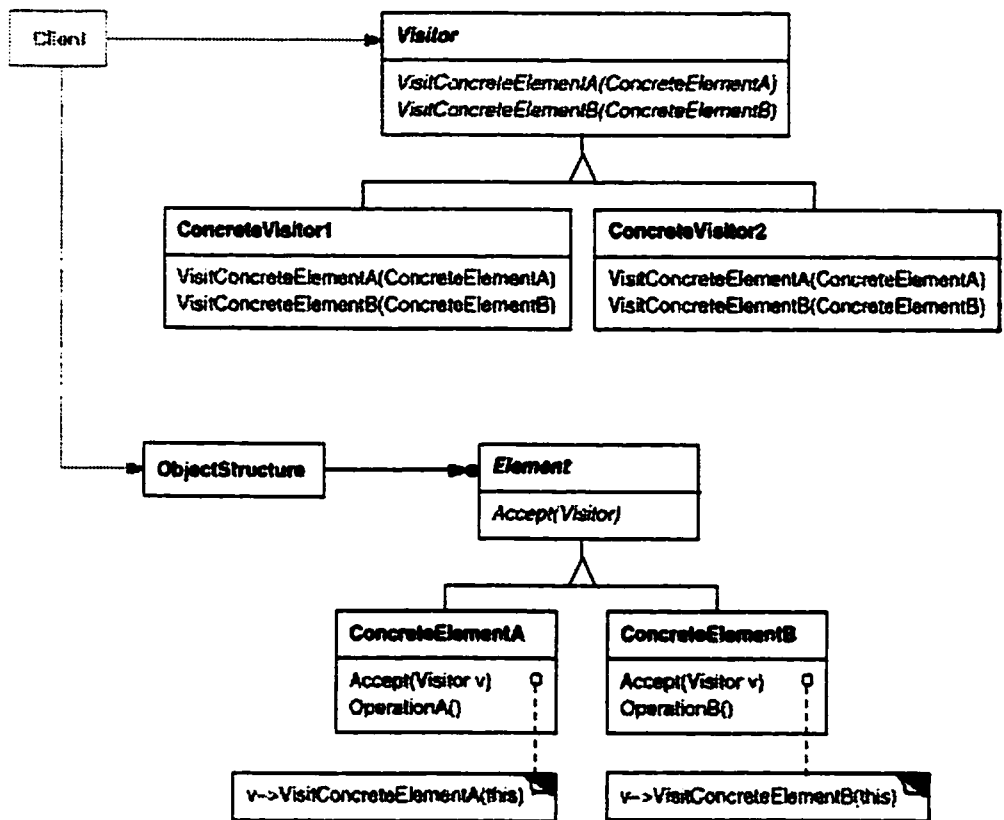 Client
Visitor
VisitConcreteElementA(ConcreteElementA)
VisitConcreteElementB(ConcreteElementB)
ConcreteVisitor1
VisitConcreteElementA(ConcreteElementA)
VisitConcreteElementB(ConcreteElementB)
ConcreteVisitor2
VisitConcreteElementA(ConcreteElementA)
VisitConcreteElementB(ConcreteElementB)
ObjectStructure
Element
Accept(Visitor)
ConcreteElementA
Accept(Visitor v)
OperationA()
ConcreteElementB
Accept(Visitor v)
OperationB()
v->VisitConcreteElementA(this)
v->VisitConcreteElementB(this)